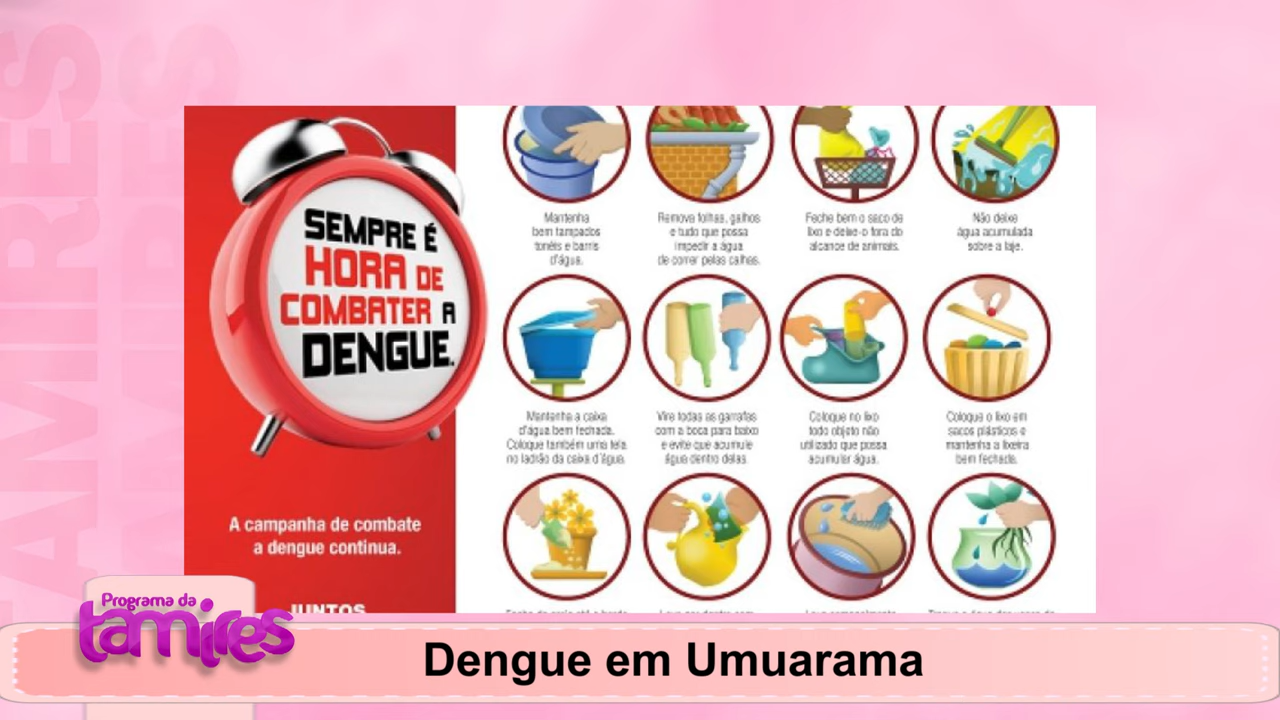 TAMIRES
SEMPRE É
HORA DE
COMBATER A
DENGUE.
A campanha de combate
a dengue continua.
JUNTOS
Mantenha
bem tampados
tonéis e barris
d'água.
Remova folhas, galhos
e tudo que possa
impedir a água
de correr pelas calhas.
Feche bem o saco de
lixo e deixe-o fora do
alcance de animais.
Não deixe
água acumulada
sobre a laje.
Mantenha a caixa
d'água bem fechada.
Coloque também uma tela
no ladrão da caixa d'água.
Vire todas as garrafas
com a boca para baixo
e evite que acumule
água dentro delas.
Coloque no lixo
todo objeto não
utilizado que possa
acumular água.
Coloque o lixo em
sacos plásticos e
mantenha a lixeira
bem fechada.
Programa da
tamires
Dengue em Umuarama